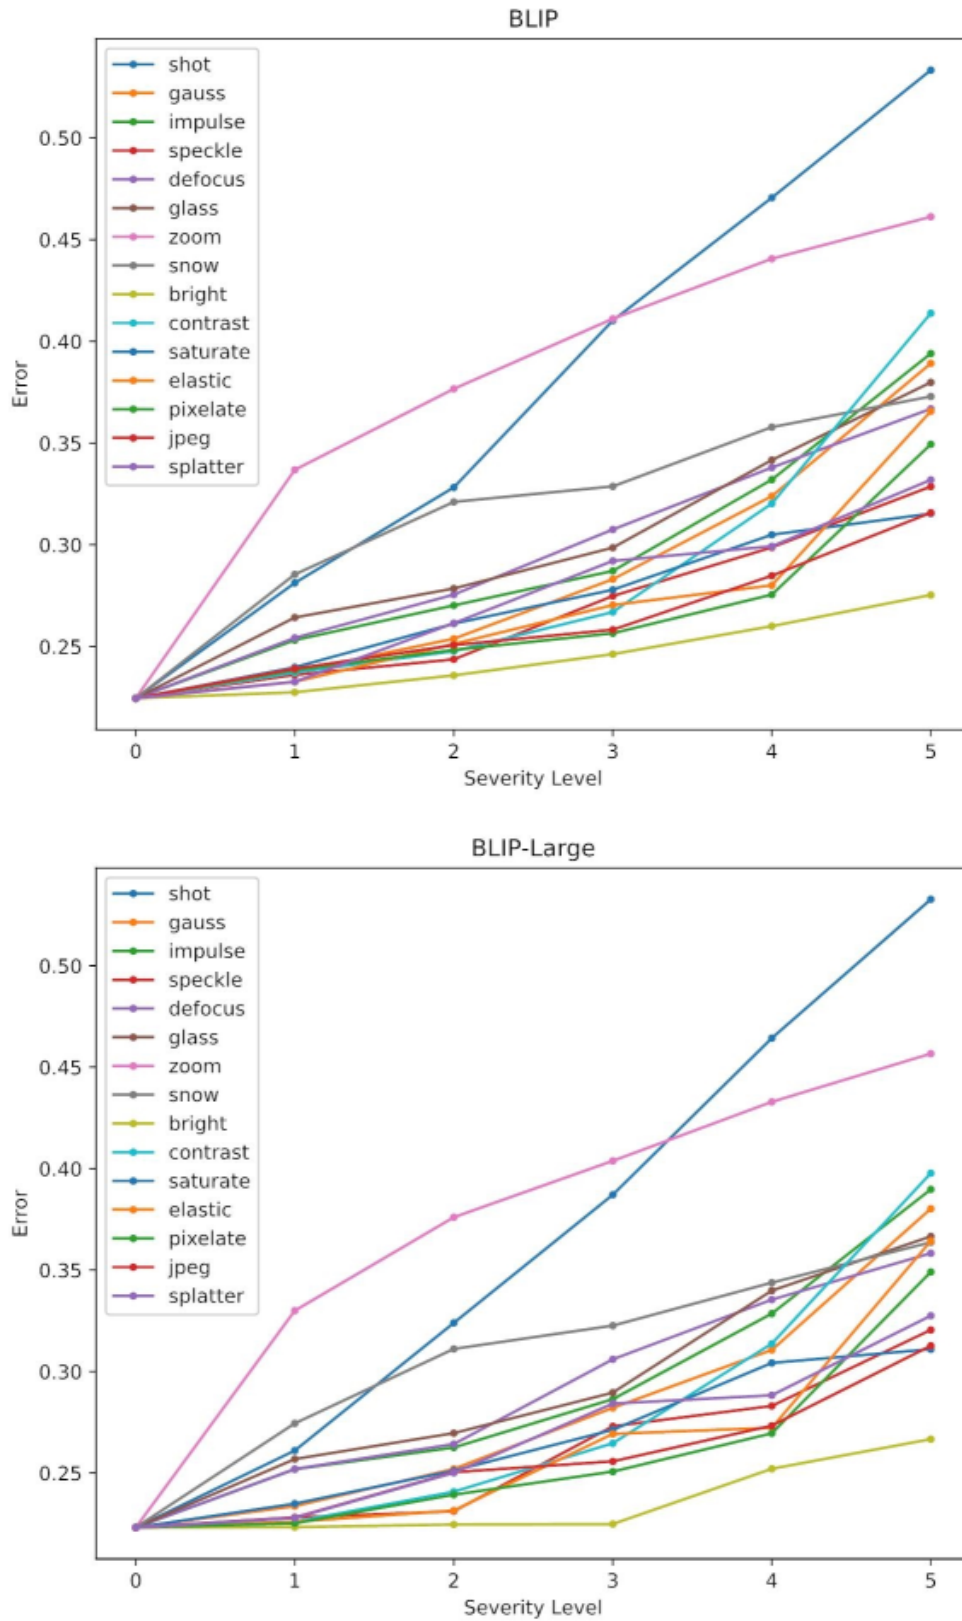 BLIP
shot
gauss
impulse
speckle
defocus
glass
zoom
snow
bright
contrast
saturate
elastic
pixelate
jpeg
splatter
0.50
0.45
0.40
0.35
0.30
0.25
Error
0 1 2 3 4 5
Severity Level
BLIP-Large
shot
gauss
impulse
speckle
defocus
glass
zoom
snow
bright
contrast
saturate
elastic
pixelate
jpeg
splatter
0.50
0.45
0.40
0.35
0.30
0.25
Error
0 1 2 3 4 5
Severity Level